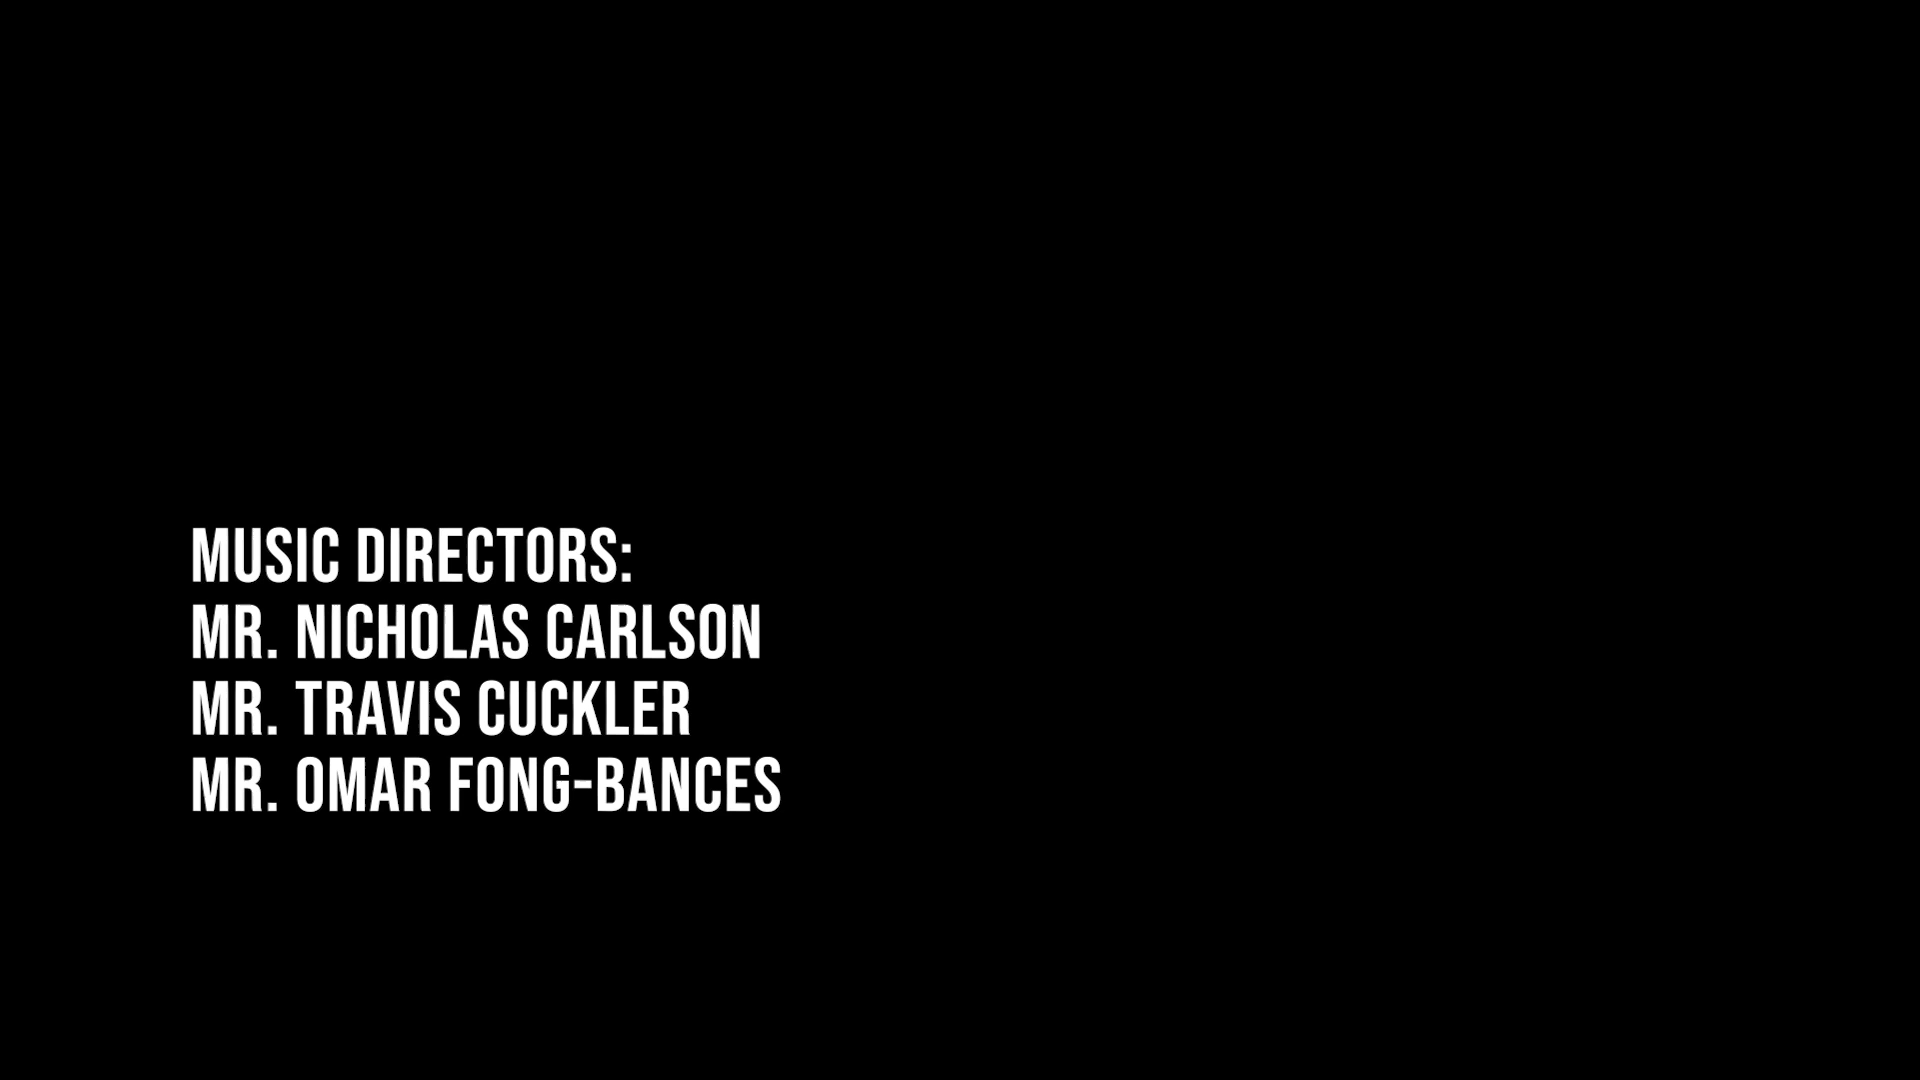 MUSIC DIRECTORS:
MR. NICHOLAS CARLSON
MR. TRAVIS CUCKLER
MR. OMAR FONG-BANCES